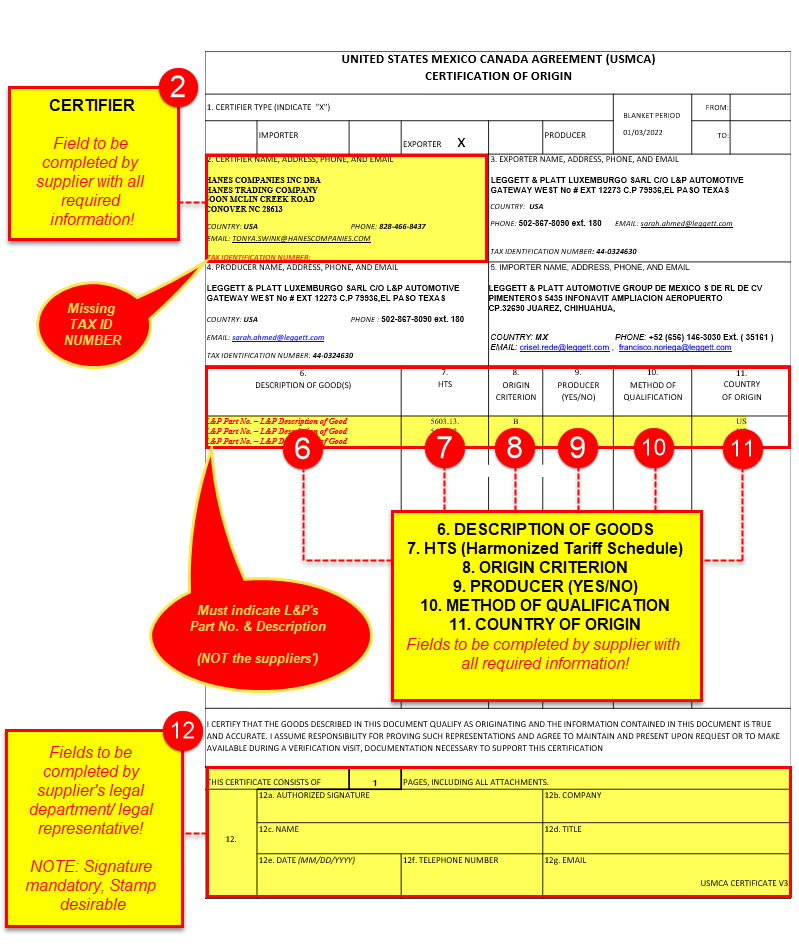 UNITED STATES MEXICO CANADA AGREEMENT (USMCA)
CERTIFICATION OF ORIGIN
2
CERTIFIER
Field to be
completed by
supplier with all
required
information!
1. CERTIFIER TYPE (INDICATE "X")
IMPORTER
EXPORTER X
PRODUCER
BLANKET PERIOD
01/03/2022
FROM:
TO:
2. CERTIFIER NAME, ADDRESS, PHONE, AND EMAIL
HANES COMPANIES INC DBA
HANES TRADING COMPANY
MCLIN CREEK ROAD
CONOVER NC 28613
COUNTRY: USA PHONE: 828-466-8437
EMAIL: TONYA.SWINK@HANESCOMPANIES.COM
TAX IDENTIFICATION NUMBER:
3. EXPORTER NAME, ADDRESS, PHONE, AND EMAIL
LEGGETT & PLATT LUXEMBURGO SARL C/O L&P AUTOMOTIVE
GATEWAY WEST No # EXT 12273 C.P 79936,EL PASO TEXAS
COUNTRY: USA
PHONE: 502-867-8090 ext. 180 EMAIL: sarah.ahmed@leggett.com
TAX IDENTIFICATION NUMBER: 44-0324630
Missing
TAX ID
NUMBER
4. PRODUCER NAME, ADDRESS, PHONE, AND EMAIL
LEGGETT & PLATT LUXEMBURGO SARL C/O L&P AUTOMOTIVE
GATEWAY WEST No # EXT 12273 C.P 79936,EL PASO TEXAS
COUNTRY: USA PHONE : 502-867-8090 ext. 180
EMAIL: sarah.ahmed@leggett.com
TAX IDENTIFICATION NUMBER: 44-0324630
5. IMPORTER NAME, ADDRESS, PHONE, AND EMAIL
LEGGETT & PLATT AUTOMOTIVE GROUP DE MEXICO S DE RL DE CV
PIMENTEROS 5435 INFONAVIT AMPLIACION AEROPUERTO
CP.32690 JUAREZ, CHIHUAHUA,
COUNTRY: MX PHONE: +52 (656) 146-3030 Ext. ( 35161 )
EMAIL: crisel.rede@leggett.com , francisco.noriega@leggett.com
6.
DESCRIPTION OF GOOD(S)
7.
HTS
8.
ORIGIN
CRITERION
9.
PRODUCER
(YES/NO)
10.
METHOD OF
QUALIFICATION
11.
COUNTRY
OF ORIGIN
L&P Part No. – L&P Description of Good 5603.13. B US
L&P Part No. – L&P Description of Good
L&P Part No. – L&P Description of Good
6 7 8 9 10 11
6. DESCRIPTION OF GOODS
7. HTS (Harmonized Tariff Schedule)
8. ORIGIN CRITERION
9. PRODUCER (YES/NO)
10. METHOD OF QUALIFICATION
11. COUNTRY OF ORIGIN
Fields to be completed by supplier with
all required information!
Must indicate L&P's
Part No. & Description
(NOT the suppliers')
I CERTIFY THAT THE GOODS DESCRIBED IN THIS DOCUMENT QUALIFY AS ORIGINATING AND THE INFORMATION CONTAINED IN THIS DOCUMENT IS TRUE
AND ACCURATE. I ASSUME RESPONSIBILITY FOR PROVING SUCH REPRESENTATIONS AND AGREE TO MAINTAIN AND PRESENT UPON REQUEST OR TO MAKE
AVAILABLE DURING A VERIFICATION VISIT, DOCUMENTATION NECESSARY TO SUPPORT THIS CERTIFICATION
12
Fields to be
completed by
supplier's legal
department/ legal
representative!
NOTE: Signature
mandatory, Stamp
desirable
THIS CERTIFICATE CONSISTS OF 1 PAGES, INCLUDING ALL ATTACHMENTS.
12.
12a. AUTHORIZED SIGNATURE
12b. COMPANY
12c. NAME
12d. TITLE
12e. DATE (MM/DD/YYYY)
12f. TELEPHONE NUMBER
12g. EMAIL
USMCA CERTIFICATE V3